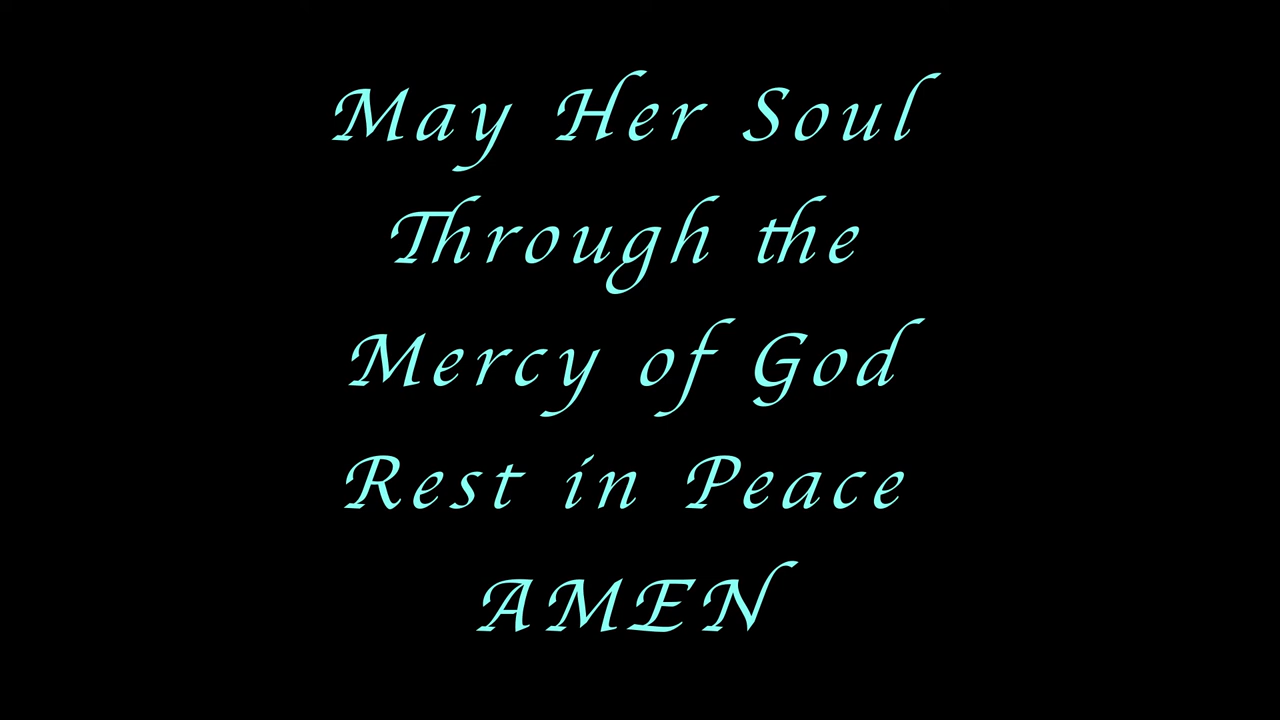 May Her Soul
Through the
Mercy of God
Rest in Peace
AMEN